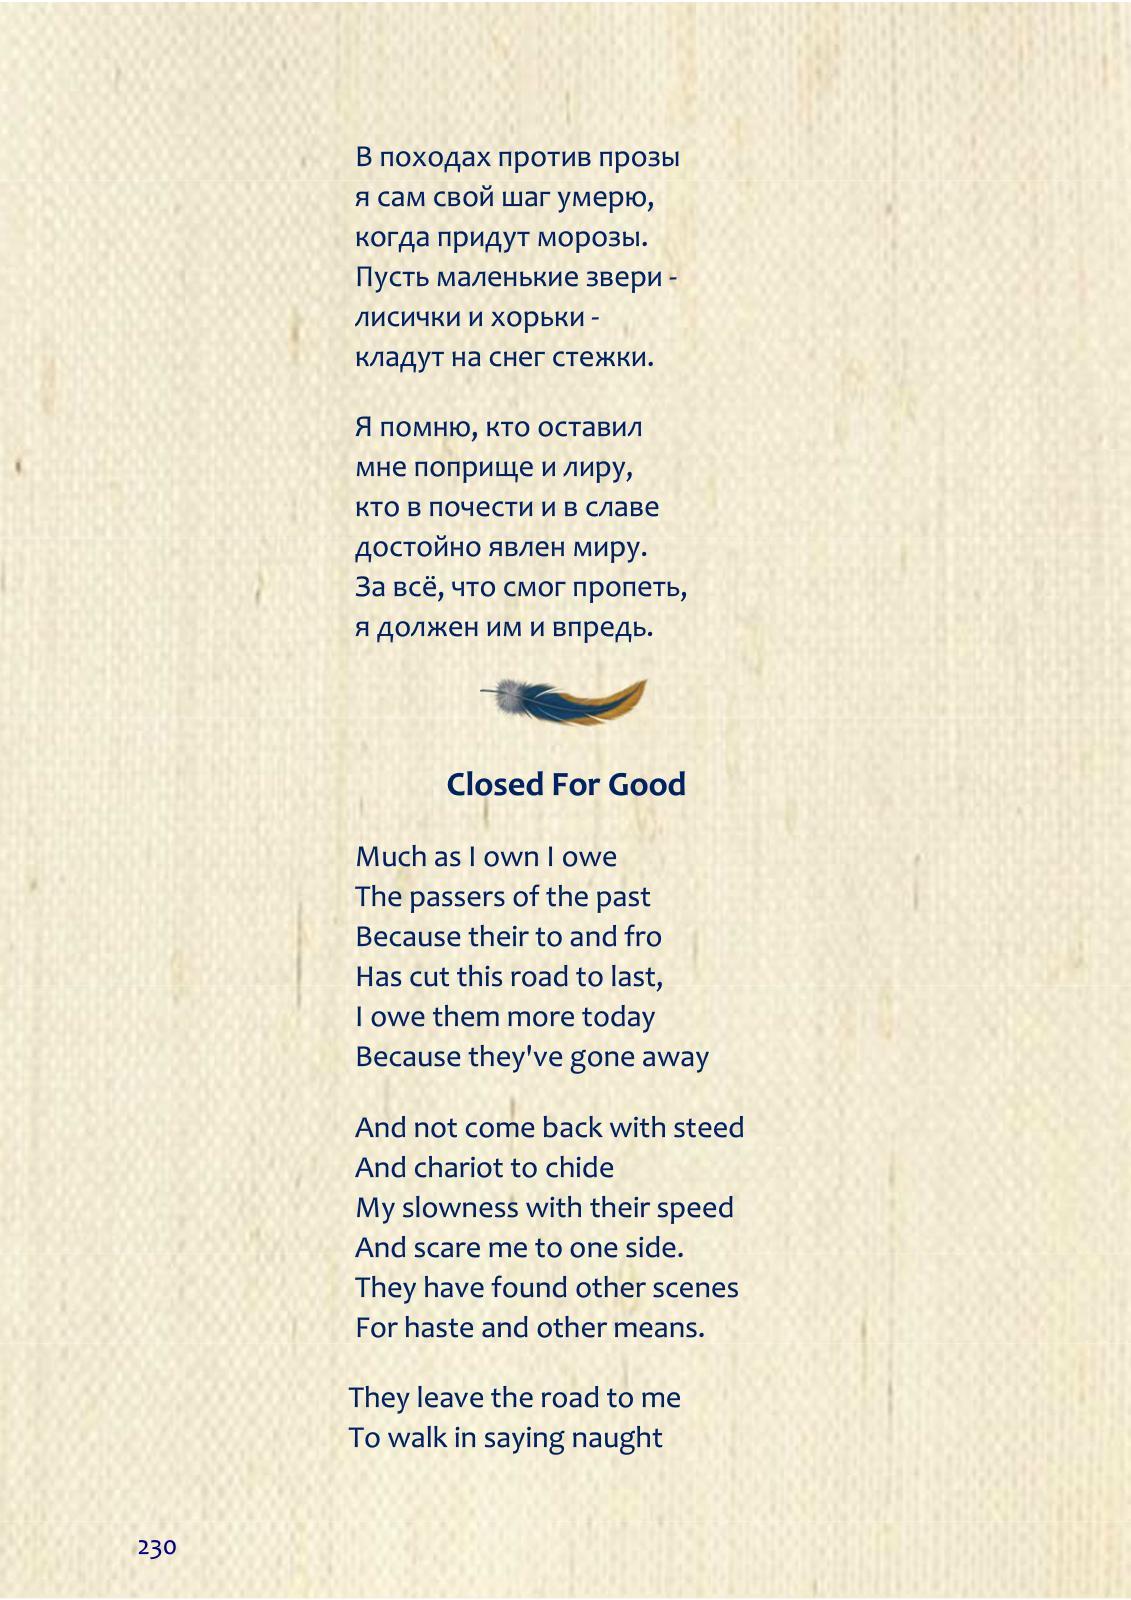 В походах против прозы
я сам свой шаг умерю,
когда придут морозы.
Пусть маленькие звери -
лисички и хорьки -
кладут на снег стежки.
Я помню, кто оставил
мне поприще и лиру,
кто в почести и в славе
достойно явлен миру.
За всё, что смог пропеть,
я должен им и впредь.
Closed For Good
Much as I own I owe
The passers of the past
Because their to and fro
Has cut this road to last,
I owe them more today
Because they've gone away
And not come back with steed
And chariot to chide
My slowness with their speed
And scare me to one side.
They have found other scenes
For haste and other means.
They leave the road to me
To walk in saying naught
230